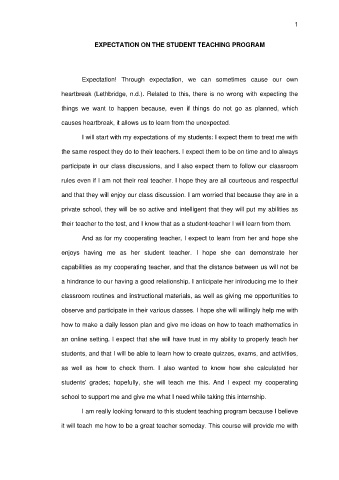 1
EXPECTATION ON THE STUDENT TEACHING PROGRAM
Expectation! Through expectation, we can sometimes cause our own
heartbreak (Lethbridge, n.d.). Related to this, there is no wrong with expecting the
things we want to happen because, even if things do not go as planned, which
causes heartbreak, it allows us to learn from the unexpected.
I will start with my expectations of my students: I expect them to treat me with
the same respect they do to their teachers. I expect them to be on time and to always
participate in our class discussions, and I also expect them to follow our classroom
rules even if I am not their real teacher. I hope they are all courteous and respectful
and that they will enjoy our class discussion. I am worried that because they are in a
private school, they will be so active and intelligent that they will put my abilities as
their teacher to the test, and I know that as a student-teacher I will learn from them.
And as for my cooperating teacher, I expect to learn from her and hope she
enjoys having me as her student teacher. I hope she can demonstrate her
capabilities as my cooperating teacher, and that the distance between us will not be
a hindrance to our having a good relationship. I anticipate her introducing me to their
classroom routines and instructional materials, as well as giving me opportunities to
observe and participate in their various classes. I hope she will willingly help me with
how to make a daily lesson plan and give me ideas on how to teach mathematics in
an online setting. I expect that she will have trust in my ability to properly teach her
students, and that I will be able to learn how to create quizzes, exams, and activities,
as well as how to check them. I also wanted to know how she calculated her
students' grades; hopefully, she will teach me this. And I expect my cooperating
school to support me and give me what I need while taking this internship.
I am really looking forward to this student teaching program because I believe
it will teach me how to be a great teacher someday. This course will provide me with